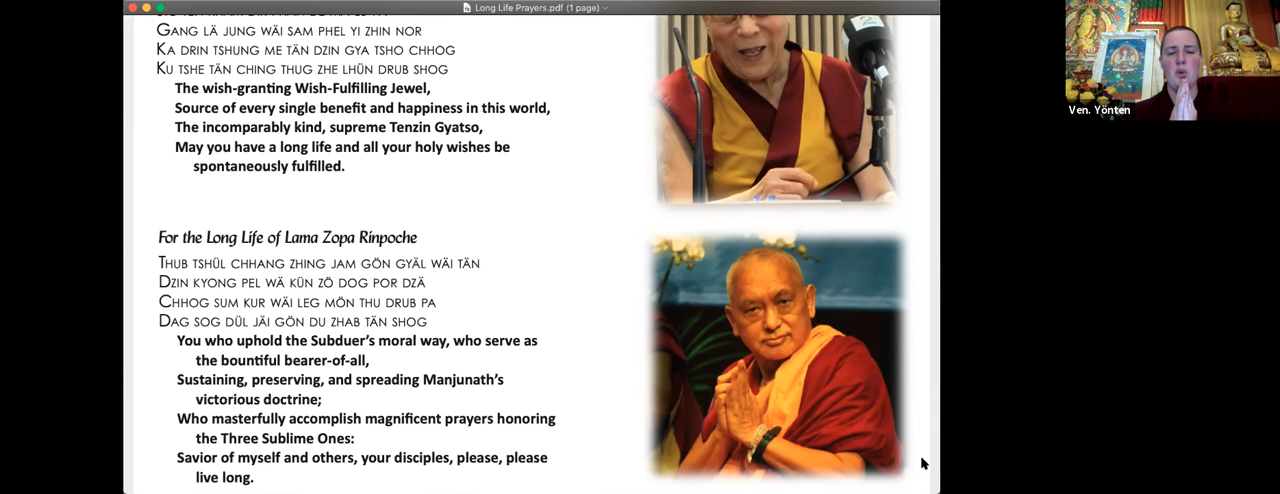 Long Life Prayers.pdf (1 page)
GANG LÄ JUNG WÄI SAM PHEL YI ZHIN NOR
KA DRIN TSHUNG ME TÄN DZIN GYA TSHO CHHOG
KU TSHE TÄN CHING THUG ZHE LHÜN DRUB SHOG
The wish-granting Wish-Fulfilling Jewel,
Source of every single benefit and happiness in this world,
The incomparably kind, supreme Tenzin Gyatso,
May you have a long life and all your holy wishes be
spontaneously fulfilled.
For the Long Life of Lama Zopa Rinpoche
THUB TSHÜL CHHANG ZHING JAM GÖN GYÄL WÄI TÄN
DZIN KYONG PEL WÄ KÜN ZÖ DOG POR DZÄ
CHHOG SUM KUR WÄI LEG MÖN THU DRUB PA
DAG SOG DÜL JÄI GÖN DU ZHAB TÄN SHOG
You who uphold the Subduer's moral way, who serve as
the bountiful bearer-of-all,
Sustaining, preserving, and spreading Manjunath's
victorious doctrine;
Who masterfully accomplish magnificent prayers honoring
the Three Sublime Ones:
Savior of myself and others, your disciples, please, please
live long.
Ven. Yönten